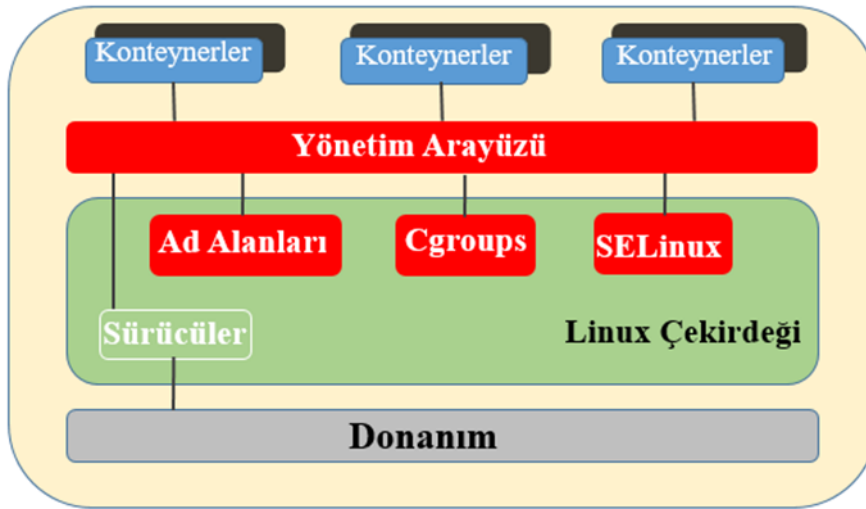 Konteynerler
Konteynerler
Konteynerler
Yönetim Arayüzü
Ad Alanları
Cgroups
SELinux
Sürücüler
Linux Çekirdeği
Donanım